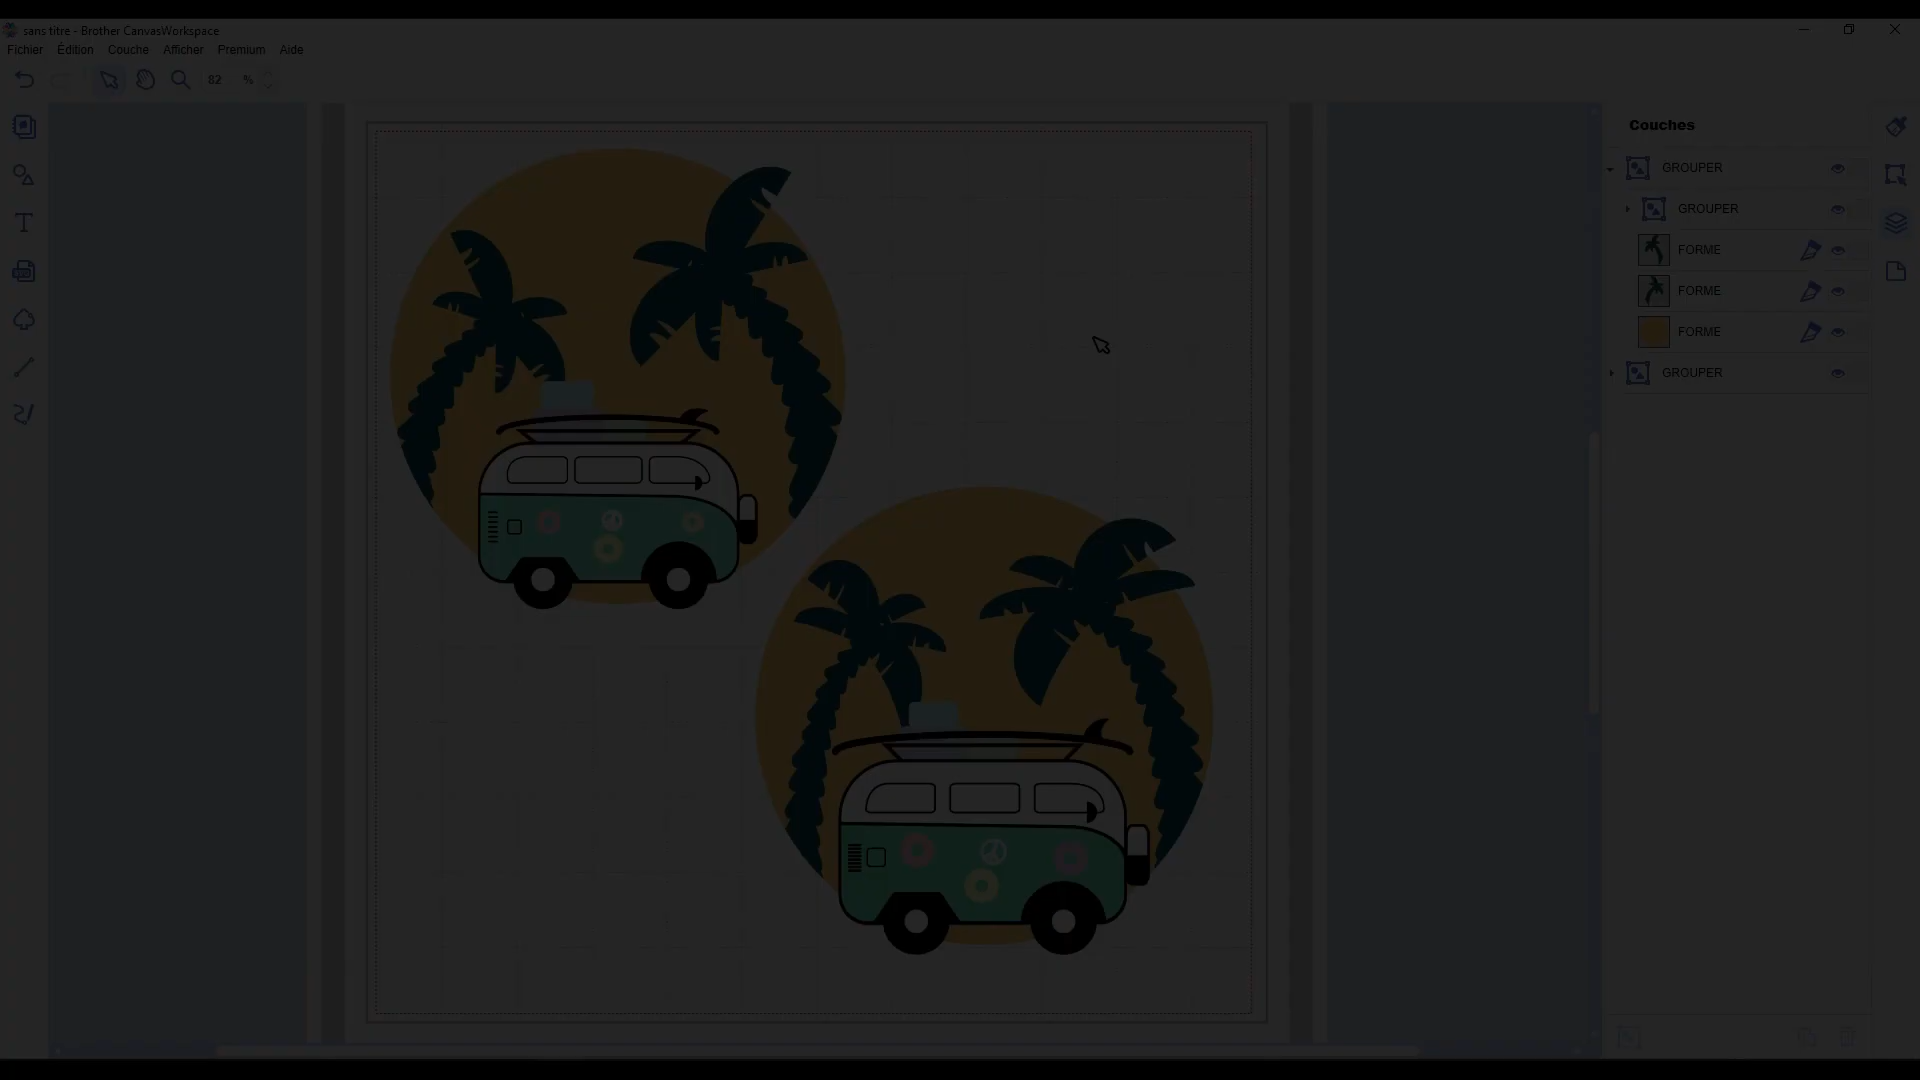 sans titre - Brother CanvasWorkspace
Fichier Édition Couche Afficher Premium Aide
82 %
T
Couches
GROUPER
GROUPER
FORME
FORME
FORME
GROUPER